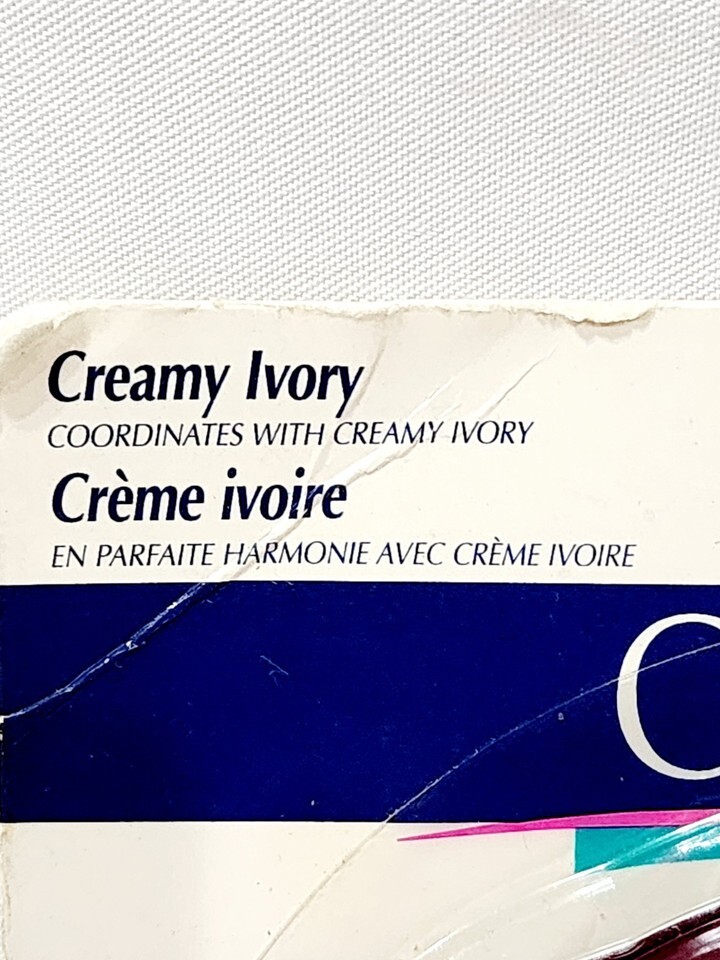 Creamy Ivory
COORDINATES WITH CREAMY IVORY
Crème ivoire
EN PARFAITE HARMONIE AVEC CRÈME IVOIRE